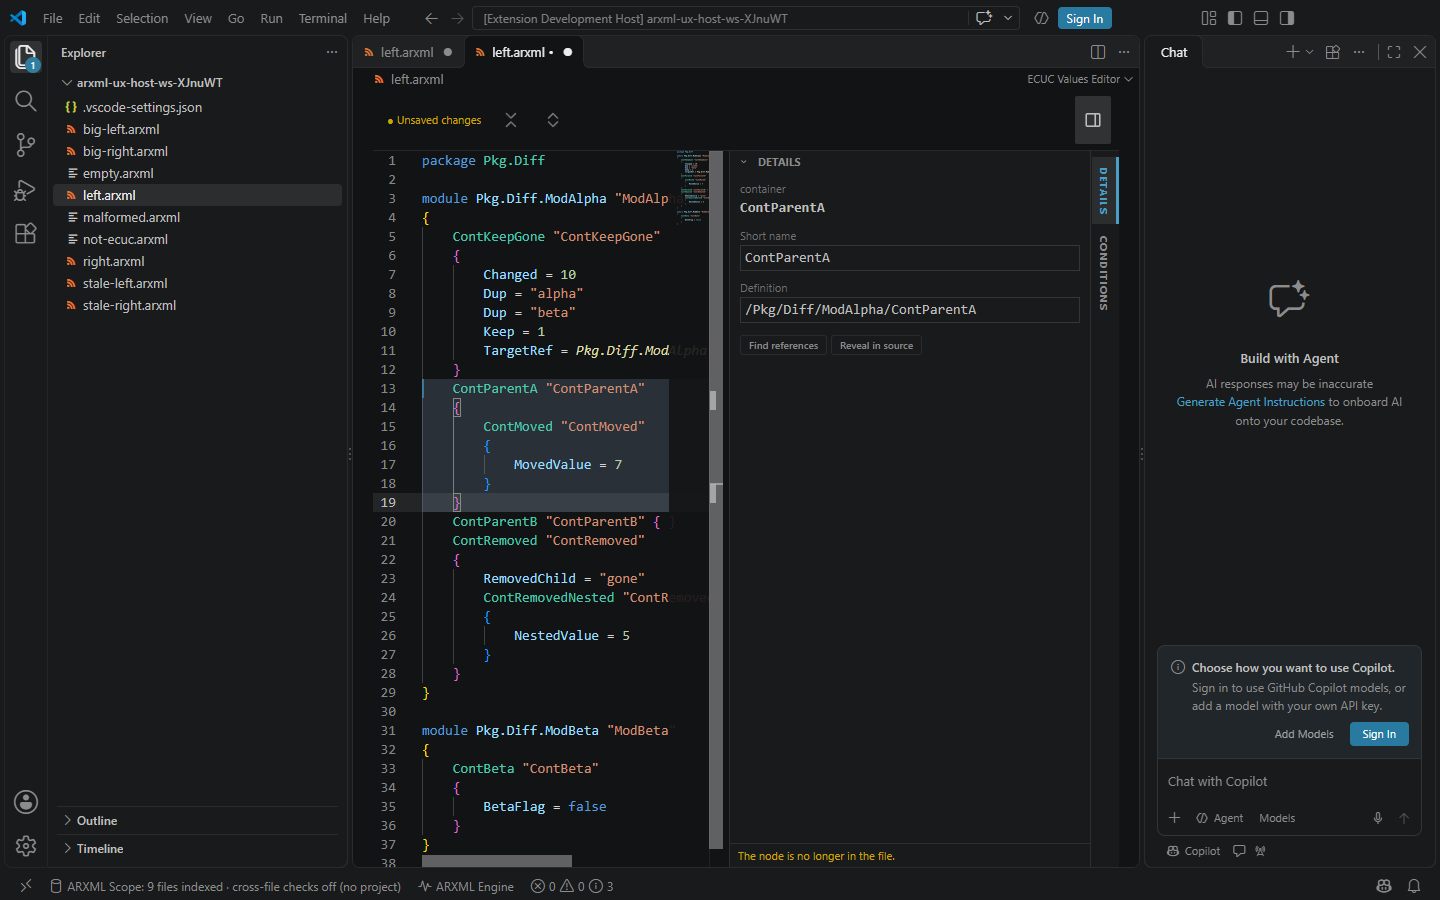 File Edit Selection View Go Run Terminal Help
[Extension Development Host] arxml-ux-host-ws-XJnuWT
Sign In
Explorer
arxml-ux-host-ws-XJnuWT
{} .vscode-settings.json
big-left.arxml
big-right.arxml
empty.arxml
left.arxml
malformed.arxml
not-ecuc.arxml
right.arxml
stale-left.arxml
stale-right.arxml
Outline
Timeline
1
left.arxml
left.arxml •
left.arxml
ECUC Values Editor
Unsaved changes
1 package Pkg.Diff
2
3 module Pkg.Diff.ModAlpha "ModAlp
4 {
5 ContKeepGone "ContKeepGone"
6 {
7 Changed = 10
8 Dup = "alpha"
9 Dup = "beta"
10 Keep = 1
11 TargetRef = Pkg.Diff.ModAlpha
12 }
13 ContParentA "ContParentA"
14 {
15 ContMoved "ContMoved"
16 {
17 MovedValue = 7
18 }
19 }
20 ContParentB "ContParentB" { }
21 ContRemoved "ContRemoved"
22 {
23 RemovedChild = "gone"
24 ContRemovedNested "ContRemoved
25 {
26 NestedValue = 5
27 }
28 }
29 }
30
31 module Pkg.Diff.ModBeta "ModBeta"
32 {
33 ContBeta "ContBeta"
34 {
35 BetaFlag = false
36 }
37 }
38
DETAILS
container
ContParentA
Short name
ContParentA
Definition
/Pkg/Diff/ModAlpha/ContParentA
Find references
Reveal in source
The node is no longer in the file.
DETAILS
CONDITIONS
Chat
Build with Agent
AI responses may be inaccurate
Generate Agent Instructions to onboard AI
onto your codebase.
Choose how you want to use Copilot.
Sign in to use GitHub Copilot models, or
add a model with your own API key.
Add Models
Sign In
Chat with Copilot
Agent
Models
Copilot
ARXML Scope: 9 files indexed · cross-file checks off (no project)
ARXML Engine
0 0 3